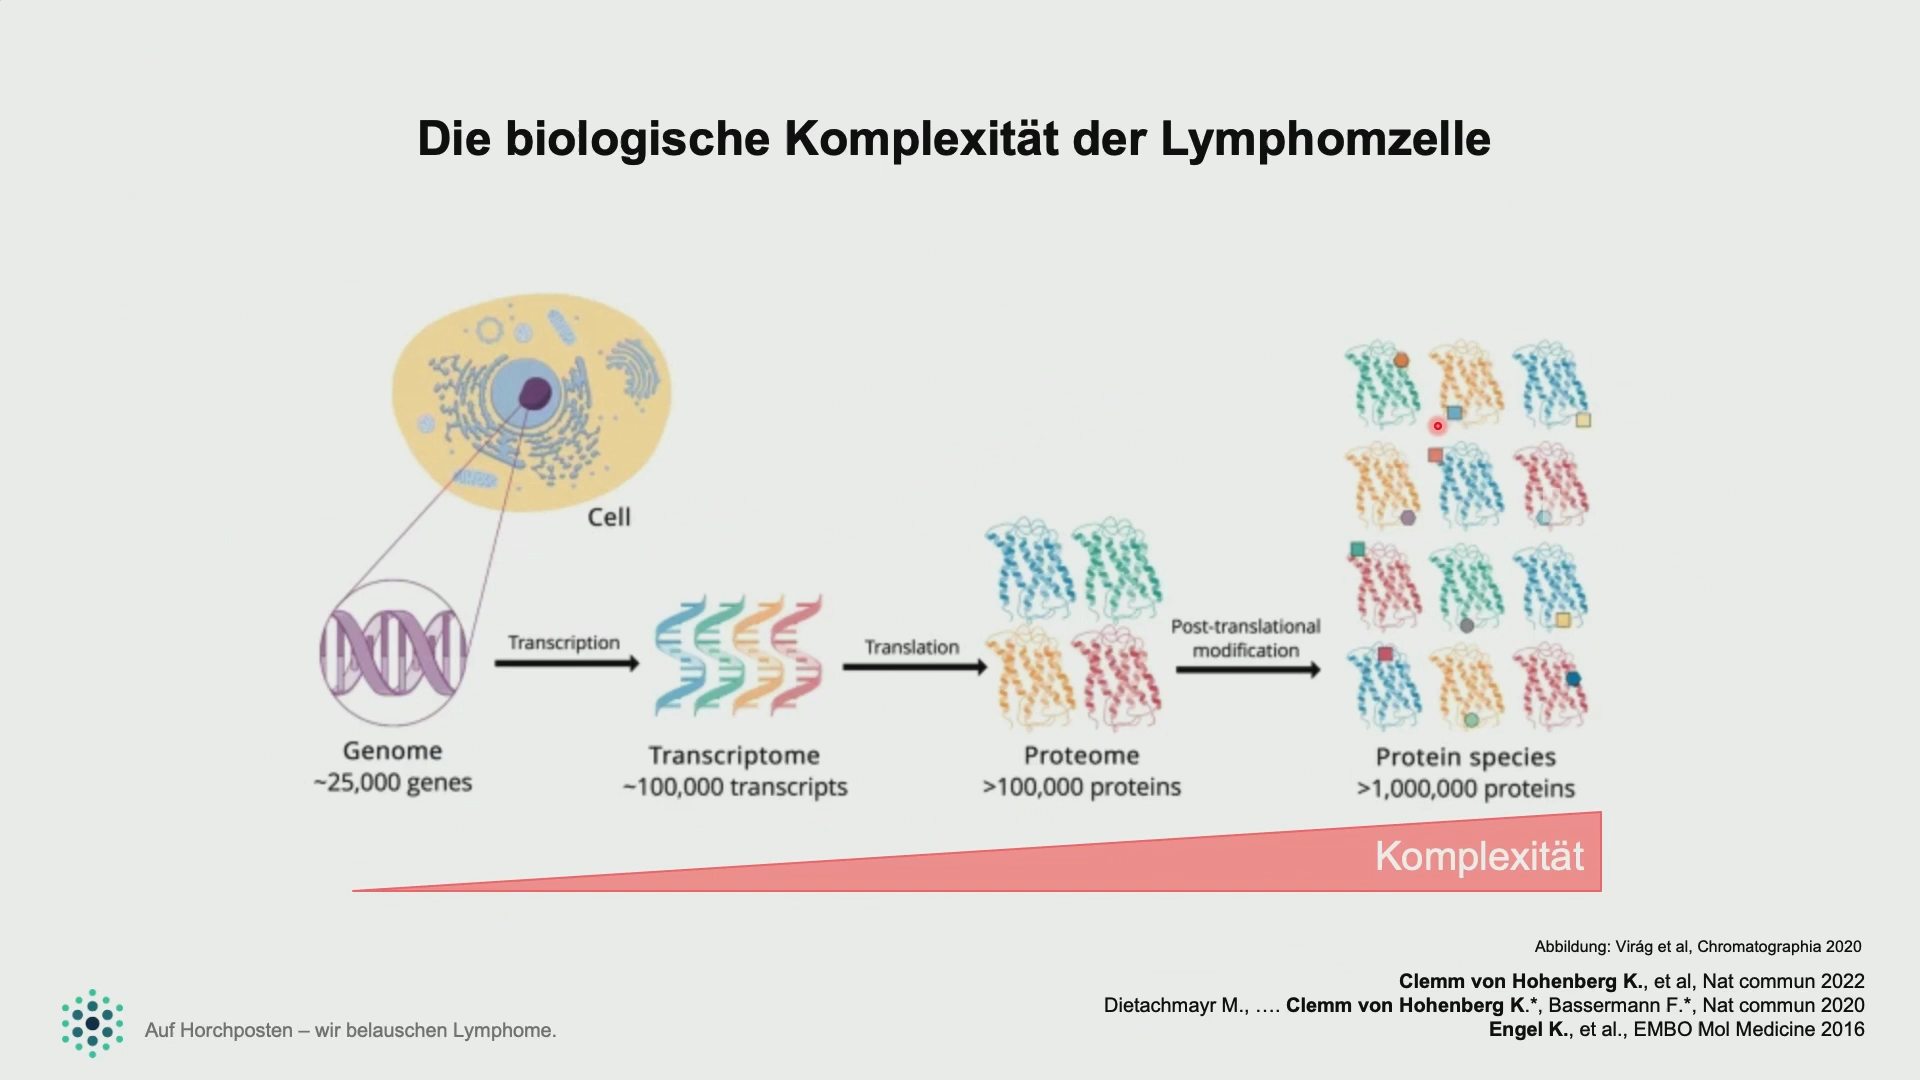 Die biologische Komplexität der Lymphomzelle
Cell
Transcription
Translation
Post-translational
modification
Genome
~25,000 genes
Transcriptome
~100,000 transcripts
Proteome
>100,000 proteins
Protein species
>1,000,000 proteins
Komplexität
Abbildung: Virág et al, Chromatographia 2020
Clemm von Hohenberg K., et al, Nat commun 2022
Dietachmayr M., …. Clemm von Hohenberg K.*, Bassermann F.*, Nat commun 2020
Engel K., et al., EMBO Mol Medicine 2016
Auf Horchposten – wir belauschen Lymphome.